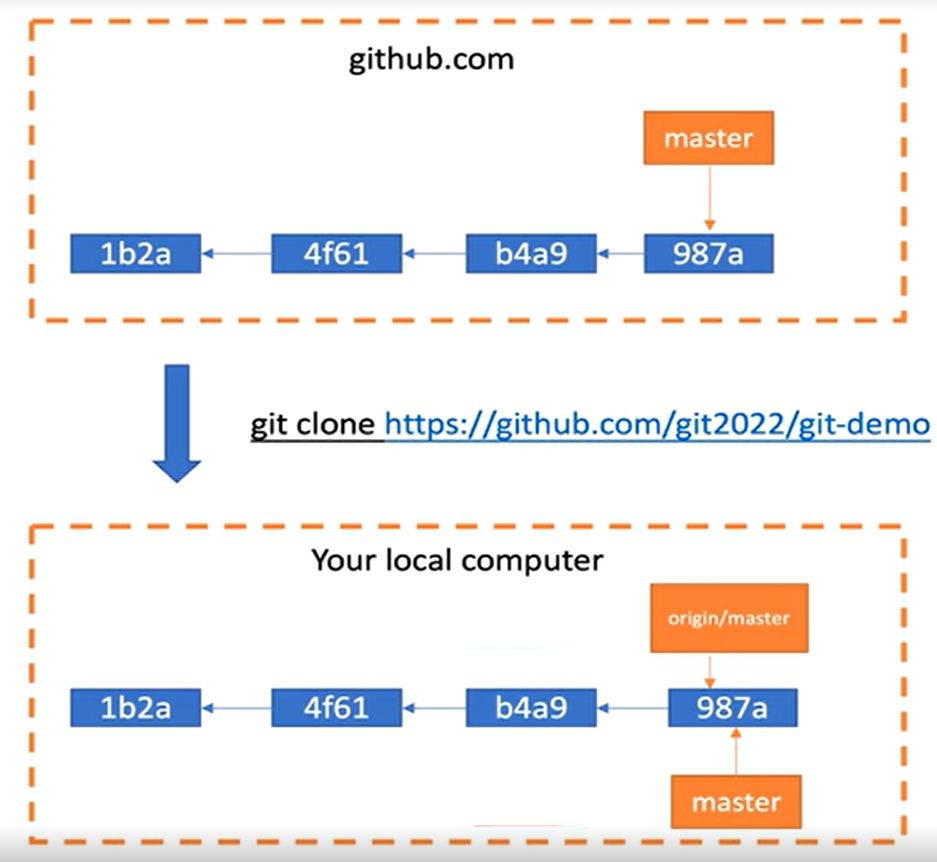 github.com
master
1b2a
4f61
b4a9
987a
git clone https://github.com/git2022/git-demo
Your local computer
origin/master
1b2a
4f61
b4a9
987a
master